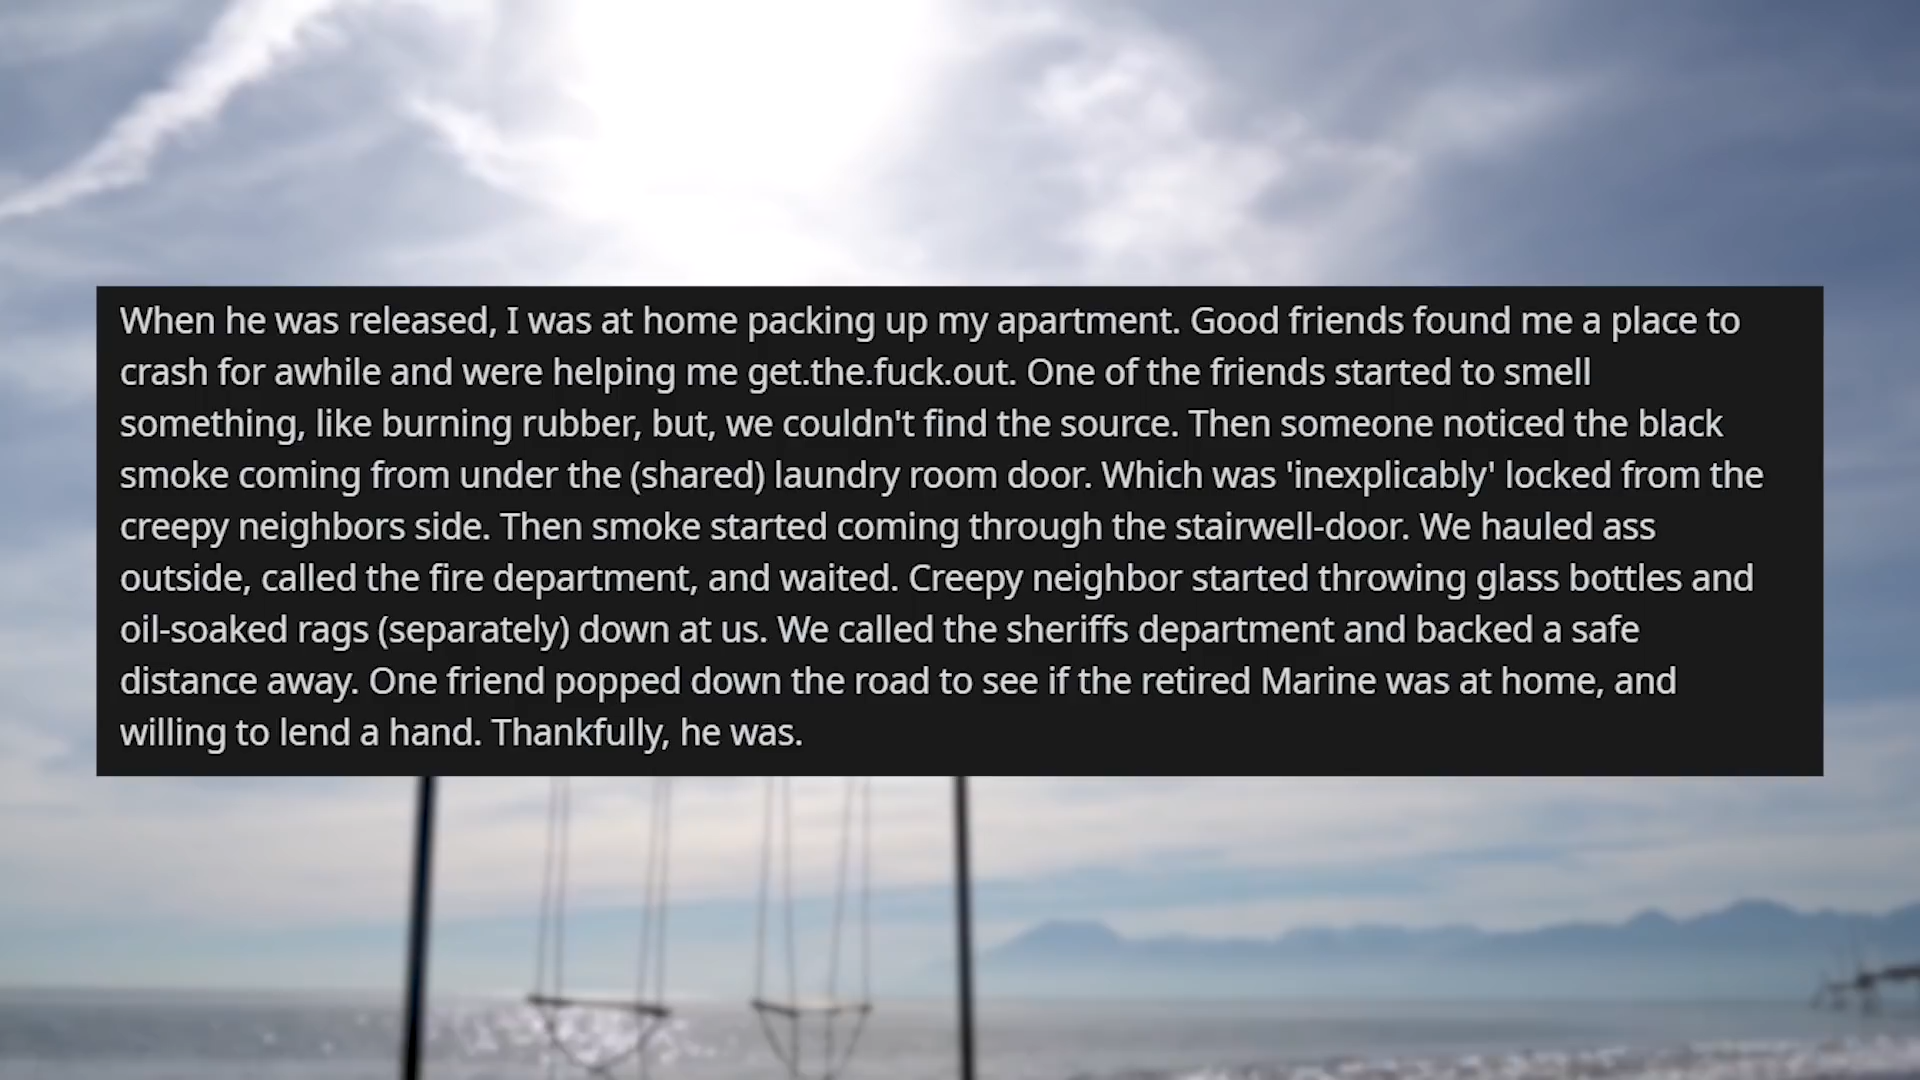 When he was released, I was at home packing up my apartment. Good friends found me a place to
crash for awhile and were helping me get.the.fuck.out. One of the friends started to smell
something, like burning rubber, but, we couldn't find the source. Then someone noticed the black
smoke coming from under the (shared) laundry room door. Which was 'inexplicably' locked from the
creepy neighbors side. Then smoke started coming through the stairwell-door. We hauled ass
outside, called the fire department, and waited. Creepy neighbor started throwing glass bottles and
oil-soaked rags (separately) down at us. We called the sheriffs department and backed a safe
distance away. One friend popped down the road to see if the retired Marine was at home, and
willing to lend a hand. Thankfully, he was.